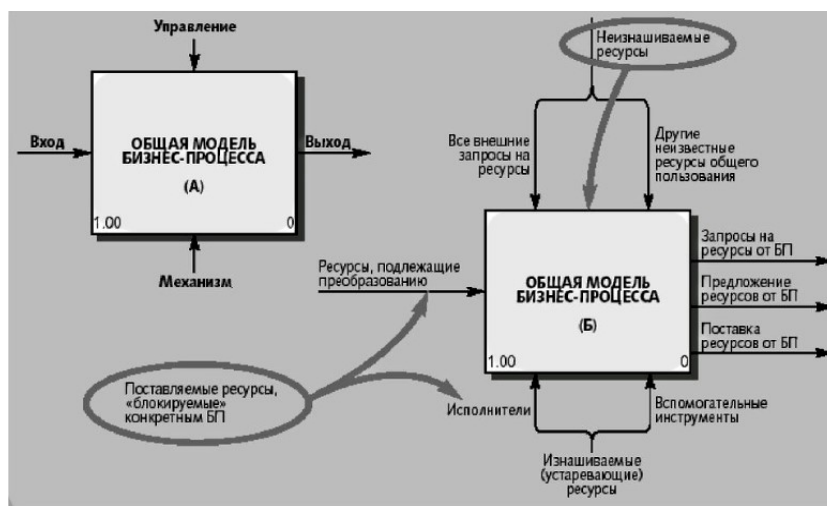 Управление
Вход
ОБЩАЯ МОДЕЛЬ
БИЗНЕС-ПРОЦЕССА
(А)
Выход
1.00
0
Механизм
Неизнашиваемые
ресурсы
Все внешние
запросы на
ресурсы
Другие
неизвестные
ресурсы общего
пользования
Ресурсы, подлежащие
преобразованию
ОБЩАЯ МОДЕЛЬ
БИЗНЕС-ПРОЦЕССА
(Б)
1.00
0
Запросы на
ресурсы от БП
Предложение
ресурсов от БП
Поставка
ресурсов от БП
Поставляемые ресурсы,
«блокируемые»
конкретным БП
Исполнители
Вспомогательные
инструменты
Изнашиваемые
(устаревающие)
ресурсы